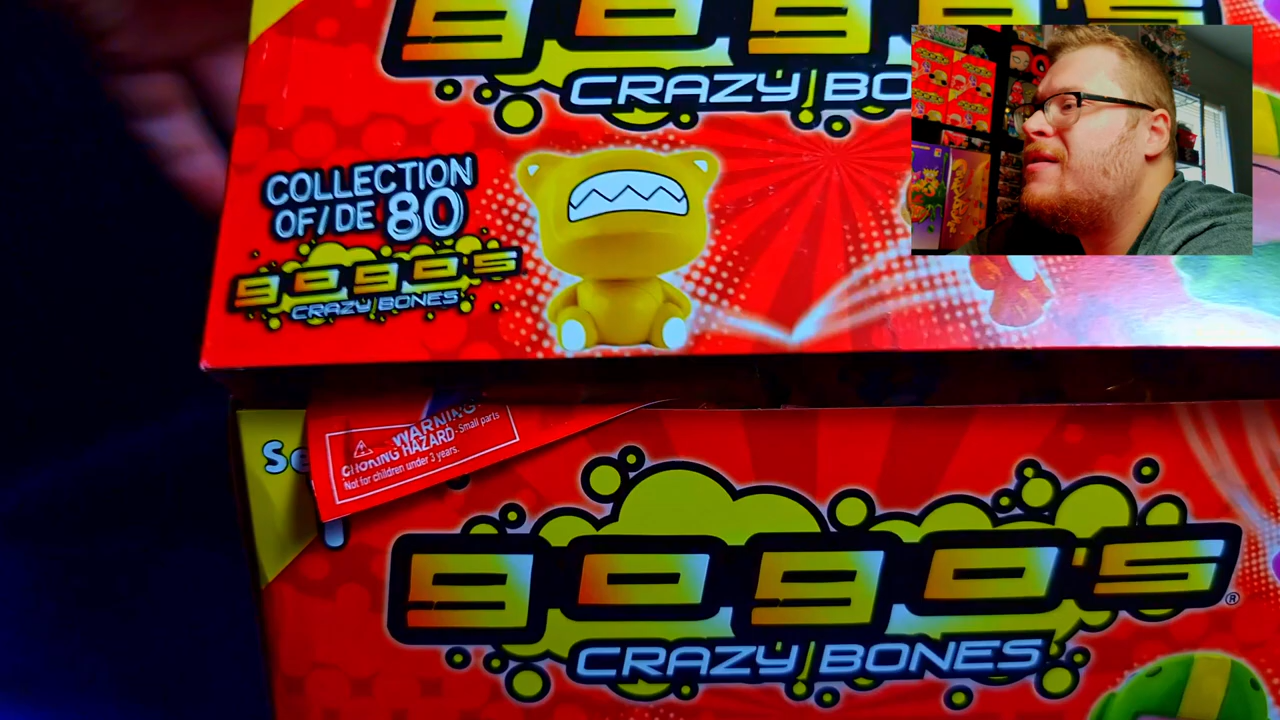 gogo's
CRAZY BO
COLLECTION
OF/DE 80
gogo's
CRAZY BONES
Se
WARNING
CHOKING HAZARD-Small parts
Not for children under 3 years.
gogo's®
CRAZY BONES